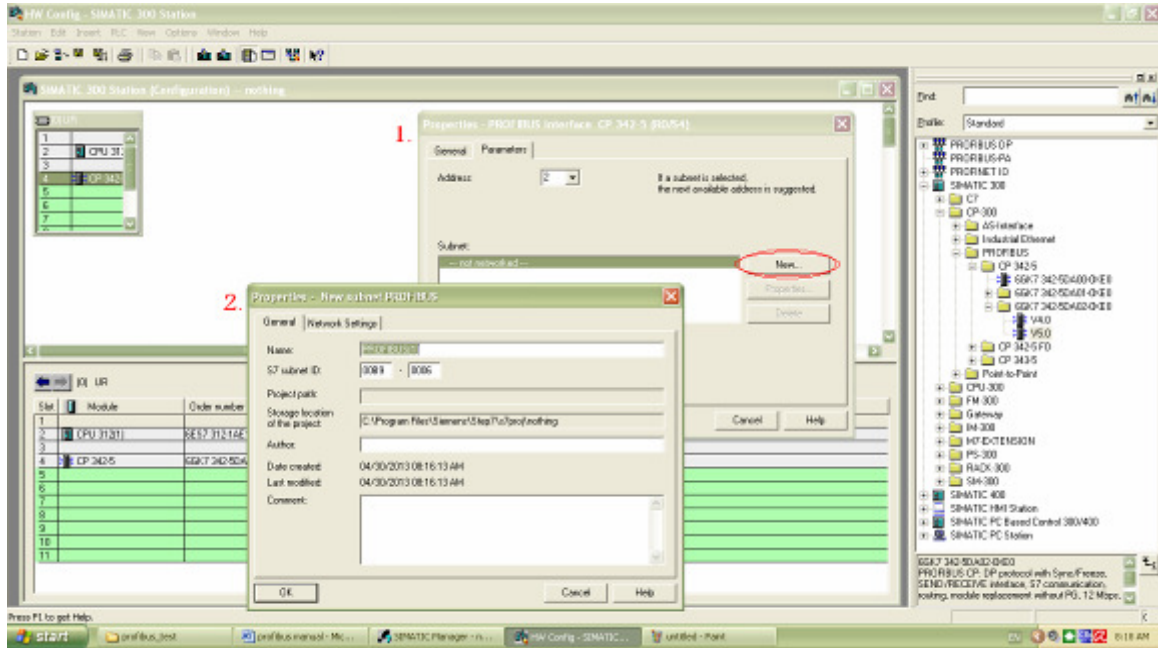 HW Config - SIMATIC 300 Station
Station Edit Insert PLC View Options Window Help
SIMATIC 300 Station (Configuration) -- nothing
(0) UR
1
2 CPU 312
3
4 CP 342
5
6
7
1.
Properties - PROFIBUS interface CP 342-5 (R0/S4)
General Parameters
Address: 2
If a subnet is selected,
the next available address is suggested.
Subnet:
--- not networked ---
New...
Properties...
Delete
Cancel Help
2.
Properties - New subnet PROFIBUS
General Network Settings
Name:
S7 subnet ID: 0089 - 0006
Project path:
Storage location
of the project: C:\Program Files\Siemens\Step7\s7proj\nothing
Author:
Date created: 04/30/2013 08:16:13 AM
Last modified: 04/30/2013 08:16:13 AM
Comment:
OK Cancel Help
(0) UR
Slot Module Order number
1
2 CPU 312(1) 6ES7 312-1AE
3
4 CP 342-5 6GK7 342-5DA
5
6
7
8
9
10
11
Find:
Profile: Standard
PROFIBUS-DP
PROFIBUS-PA
PROFINET IO
SIMATIC 300
C7
CP-300
AS-Interface
Industrial Ethernet
PROFIBUS
CP 342-5
6GK7 342-5DA00-0XE0
6GK7 342-5DA01-0XE0
6GK7 342-5DA02-0XE0
V4.0
V5.0
CP 342-5 FO
CP 343-5
Point-to-Point
CPU-300
FM-300
Gateway
IM-300
M7-EXTENSION
PS-300
RACK-300
SM-300
SIMATIC 400
SIMATIC HMI Station
SIMATIC PC Based Control 300/400
SIMATIC PC Station
6GK7 342-5DA02-0XE0
PROFIBUS CP: DP protocol with Sync/Freeze,
SEND/RECEIVE interface, S7 communication,
routing, module replacement without PG, 12 Mbps,
Press F1 to get Help.
start profibus_test profibus manual - Mic... SIMATIC Manager - n... HW Config - SIMATIC ... untitled - Paint EN 8:18 AM